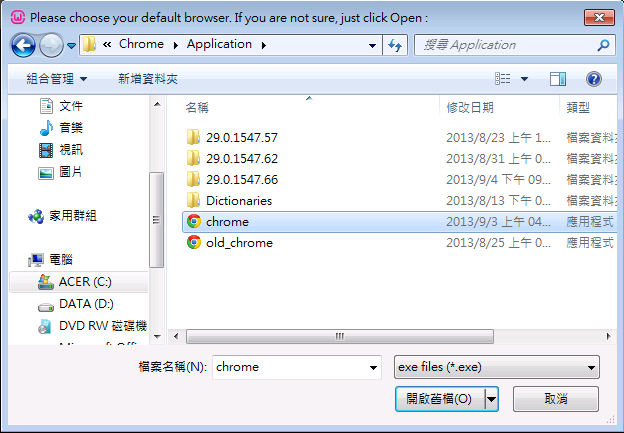 Please choose your default browser. If you are not sure, just click Open :
« Chrome Application 搜尋 Application
組合管理 新增資料夾
名稱 修改日期 類型
文件
音樂
視訊
圖片
家用群組
電腦
ACER (C:)
DATA (D:)
DVD RW 磁碟機
29.0.1547.57 2013/8/23 上午 1... 檔案資料夾
29.0.1547.62 2013/8/31 上午 0... 檔案資料夾
29.0.1547.66 2013/9/4 下午 09... 檔案資料夾
Dictionaries 2013/8/13 下午 0... 檔案資料夾
chrome 2013/9/3 上午 04... 應用程式
old_chrome 2013/8/25 上午 0... 應用程式
檔案名稱(N): chrome exe files (*.exe)
開啟舊檔(O) 取消